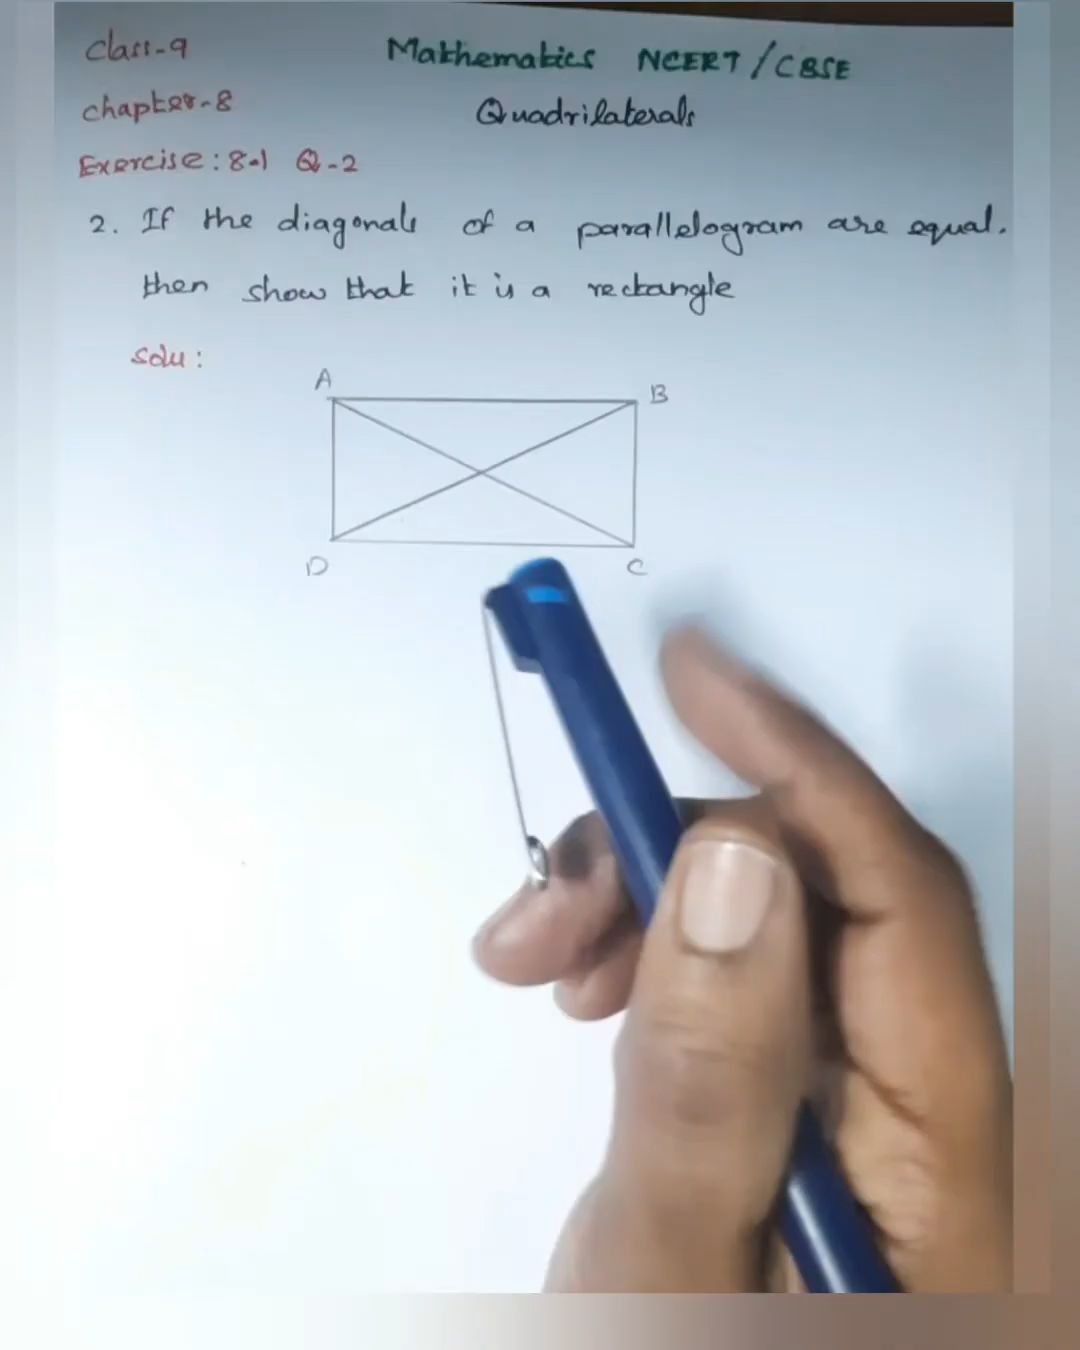 Class-9
Mathematics NCERT/CBSE
Chapter-8
Quadrilaterals
Exercise: 8.1 Q-2
2. If the diagonals of a parallelogram are equal.
then show that it is a rectangle
Solu:
A
B
D
C